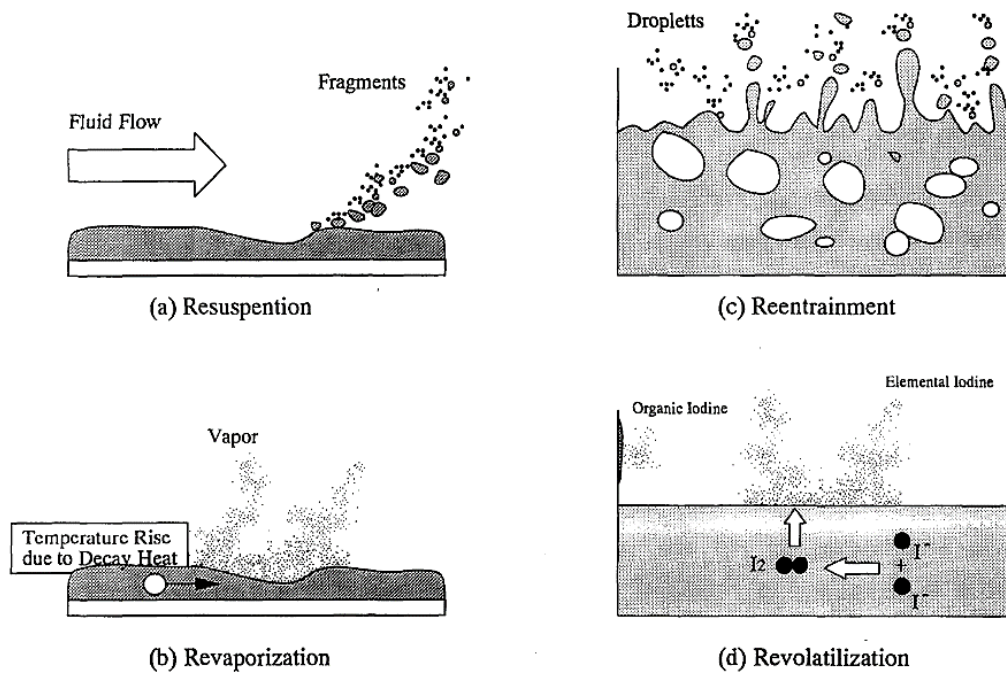 Fluid Flow
Fragments
(a) Resuspention
Dropletts
(c) Reentrainment
Vapor
Temperature Rise
due to Decay Heat
(b) Revaporization
Organic Iodine
Elemental Iodine
I2
I⁻
+
I⁻
(d) Revolatilization